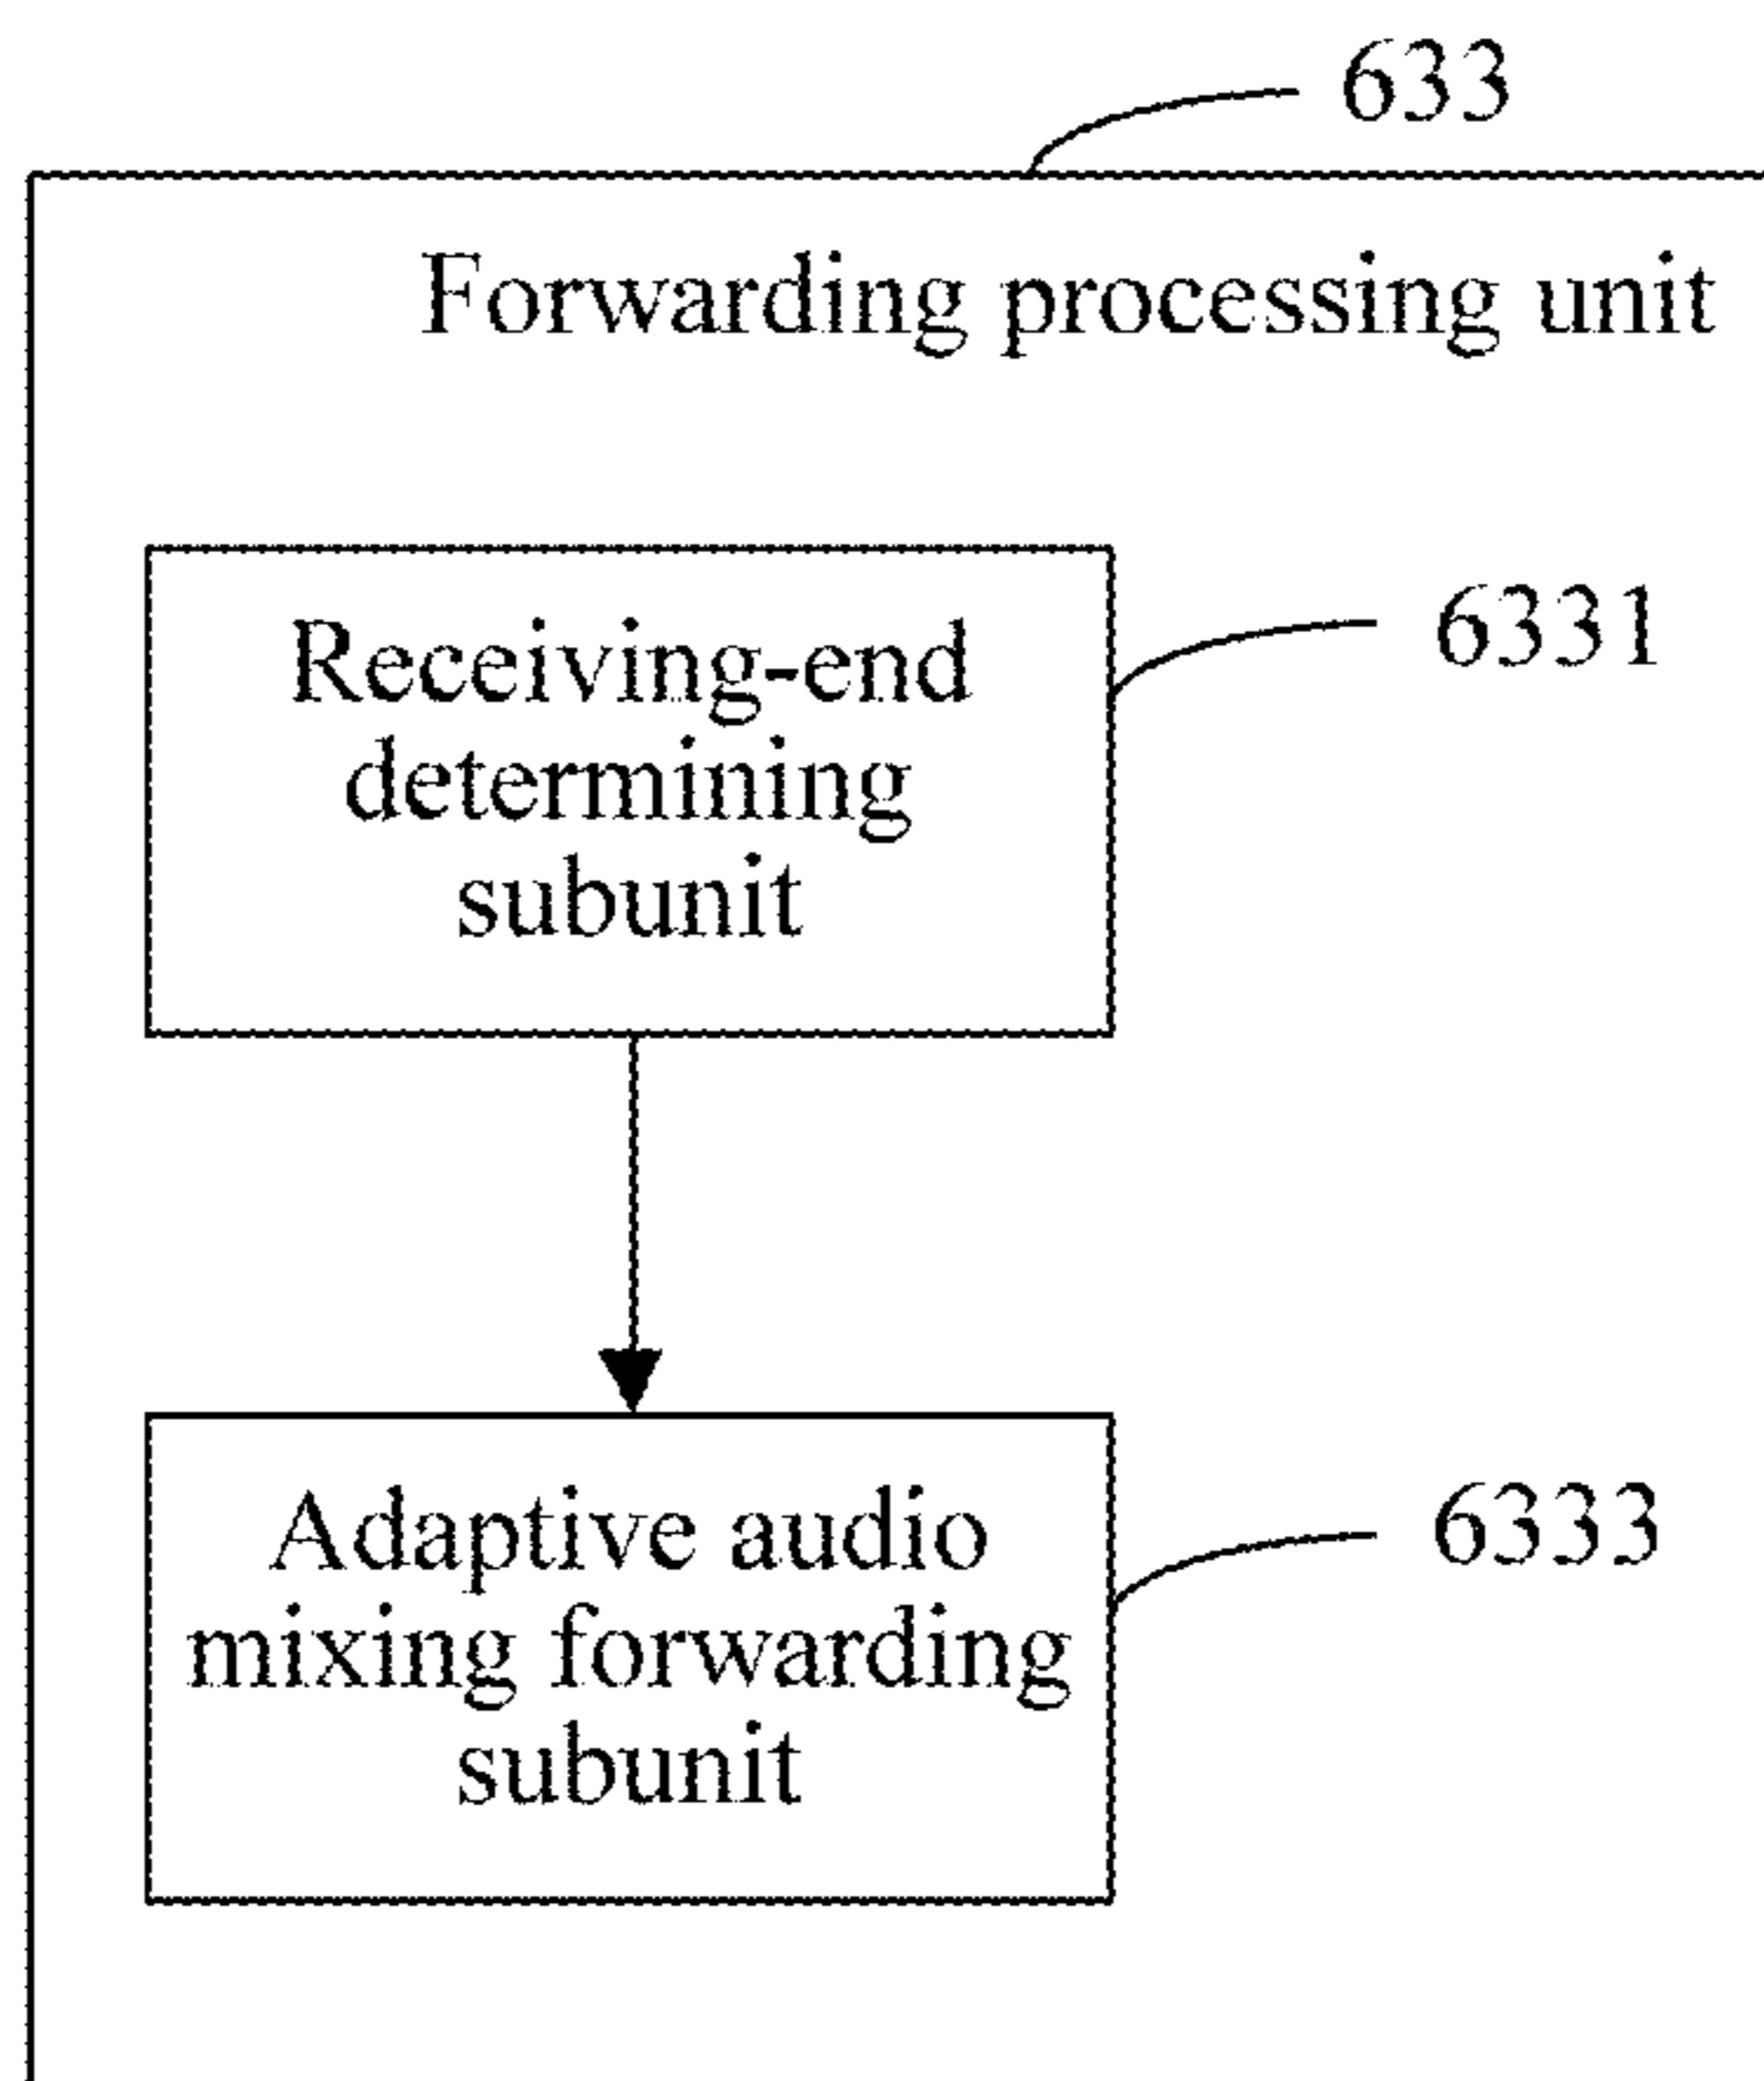 633
Forwarding processing unit
Receiving-end
determining
subunit
6331
Adaptive audio
mixing forwarding
subunit
6333